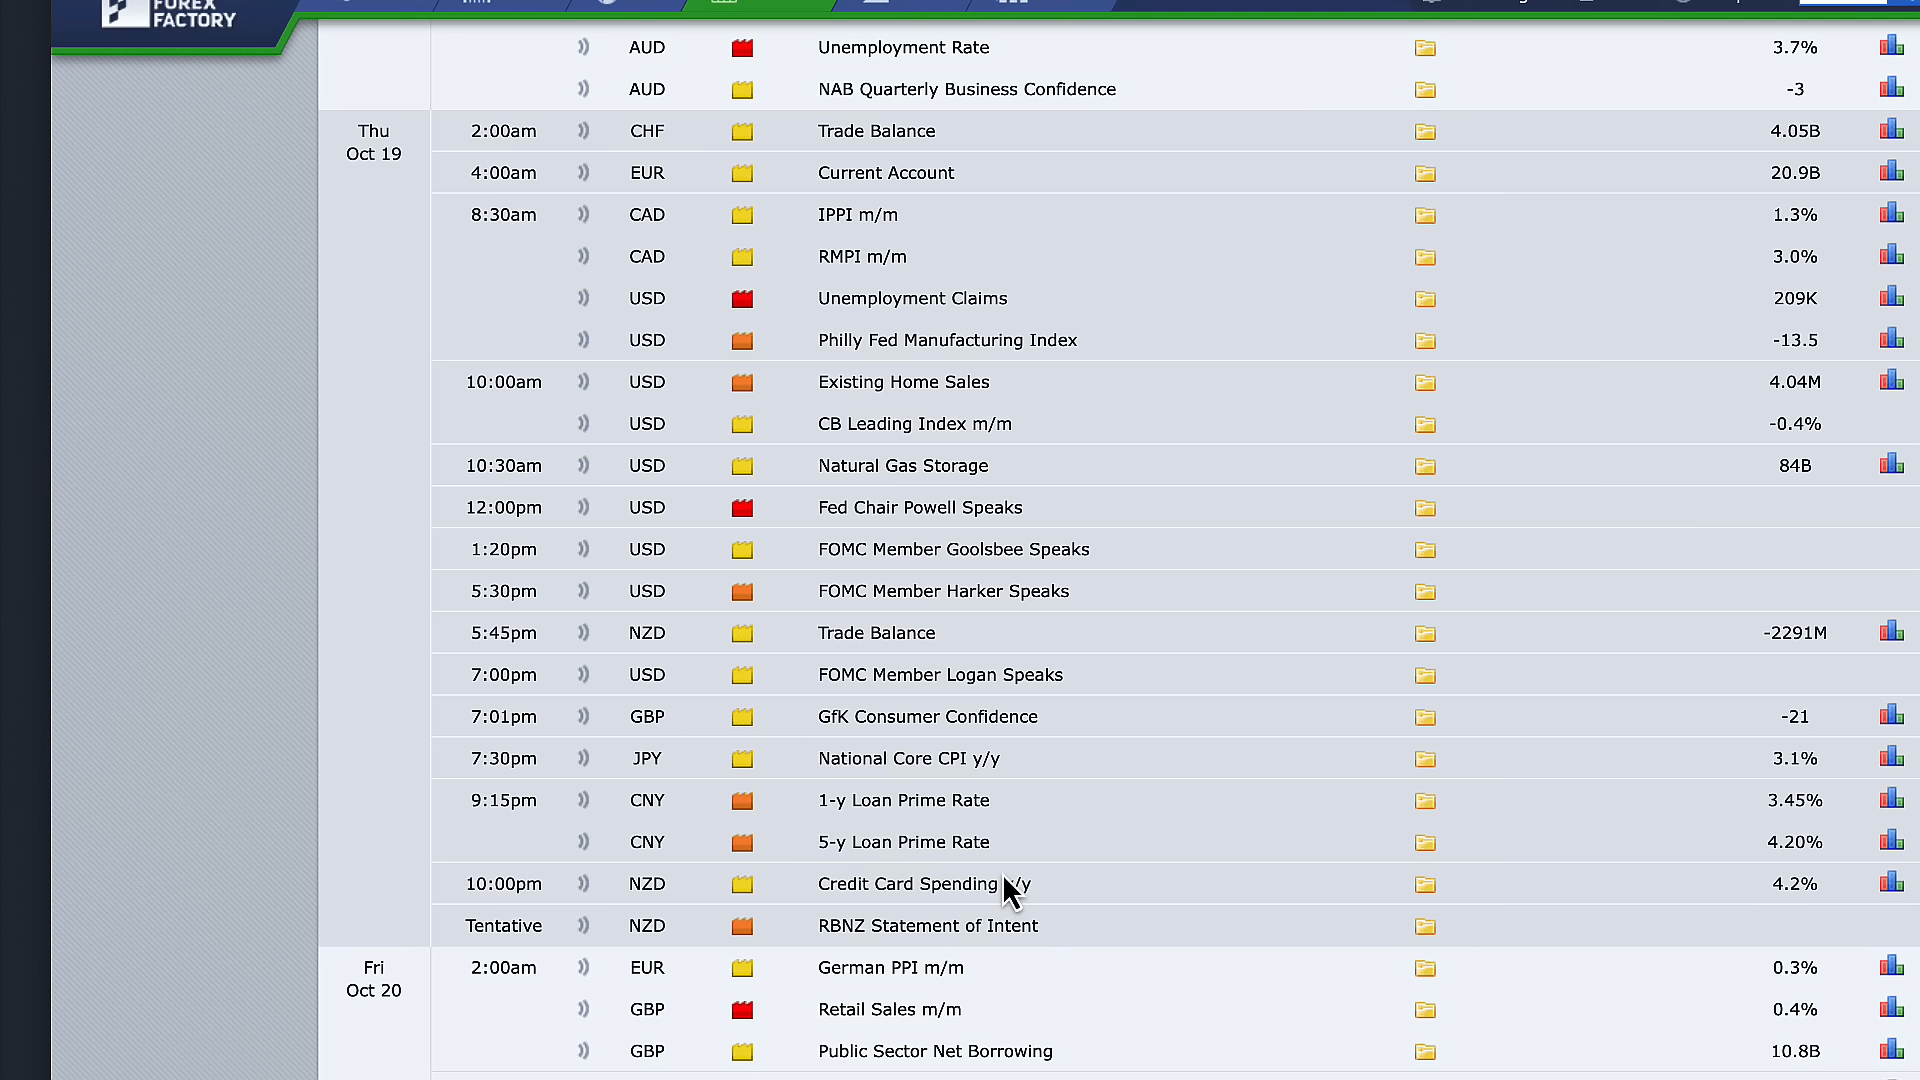 FOREX
FACTORY
AUD Unemployment Rate 3.7%
AUD NAB Quarterly Business Confidence -3
Thu
Oct 19
2:00am CHF Trade Balance 4.05B
4:00am EUR Current Account 20.9B
8:30am CAD IPPI m/m 1.3%
CAD RMPI m/m 3.0%
USD Unemployment Claims 209K
USD Philly Fed Manufacturing Index -13.5
10:00am USD Existing Home Sales 4.04M
USD CB Leading Index m/m -0.4%
10:30am USD Natural Gas Storage 84B
12:00pm USD Fed Chair Powell Speaks
1:20pm USD FOMC Member Goolsbee Speaks
5:30pm USD FOMC Member Harker Speaks
5:45pm NZD Trade Balance -2291M
7:00pm USD FOMC Member Logan Speaks
7:01pm GBP GfK Consumer Confidence -21
7:30pm JPY National Core CPI y/y 3.1%
9:15pm CNY 1-y Loan Prime Rate 3.45%
CNY 5-y Loan Prime Rate 4.20%
10:00pm NZD Credit Card Spending y/y 4.2%
Tentative NZD RBNZ Statement of Intent
Fri
Oct 20
2:00am EUR German PPI m/m 0.3%
GBP Retail Sales m/m 0.4%
GBP Public Sector Net Borrowing 10.8B